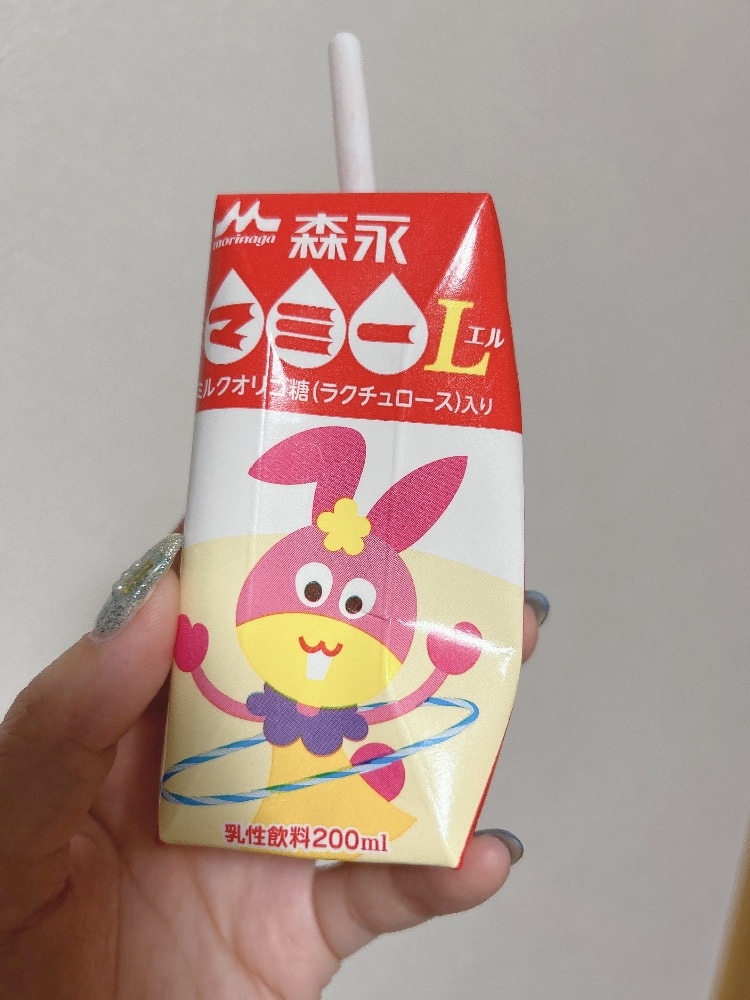 morinaga 森永
マミーL エル
ミルクオリゴ糖(ラクチュロース)入り
乳性飲料200ml